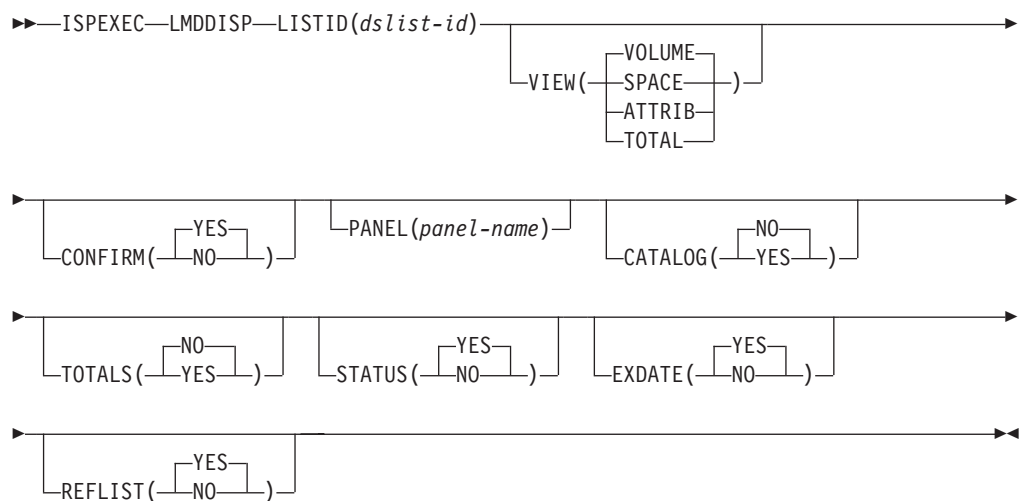 ISPEXEC LMDDISP LISTID(dslist-id)
VOLUME
VIEW( SPACE )
ATTRIB
TOTAL
YES NO
CONFIRM( NO ) PANEL(panel-name) CATALOG( YES )
NO YES YES
TOTALS( YES ) STATUS( NO ) EXDATE( NO )
YES
REFLIST( NO )